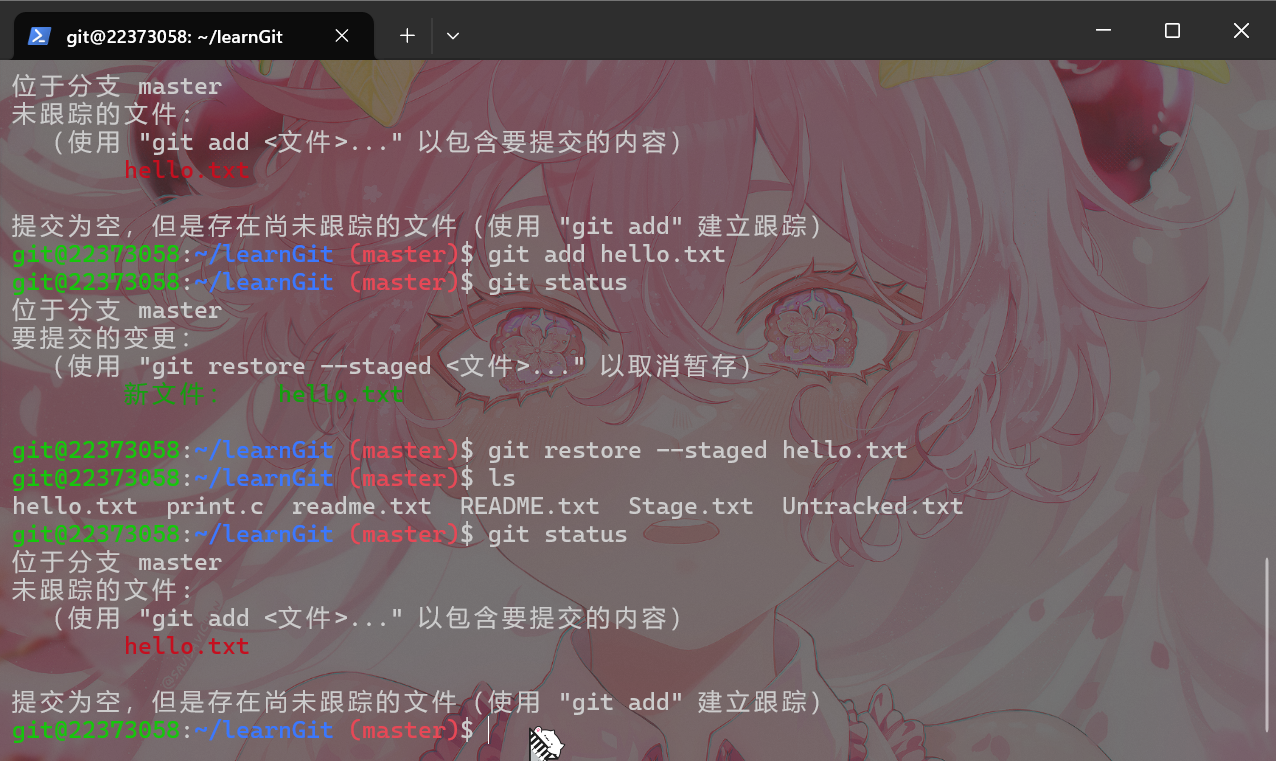 git@22373058: ~/learnGit
位于分支 master
未跟踪的文件：
（使用 "git add <文件>..." 以包含要提交的内容）
hello.txt
提交为空，但是存在尚未跟踪的文件（使用 "git add" 建立跟踪）
git@22373058:~/learnGit (master)$ git add hello.txt
git@22373058:~/learnGit (master)$ git status
位于分支 master
要提交的变更：
（使用 "git restore --staged <文件>..." 以取消暂存）
新文件：   hello.txt
git@22373058:~/learnGit (master)$ git restore --staged hello.txt
git@22373058:~/learnGit (master)$ ls
hello.txt  print.c  readme.txt  README.txt  Stage.txt  Untracked.txt
git@22373058:~/learnGit (master)$ git status
位于分支 master
未跟踪的文件：
（使用 "git add <文件>..." 以包含要提交的内容）
hello.txt
提交为空，但是存在尚未跟踪的文件（使用 "git add" 建立跟踪）
git@22373058:~/learnGit (master)$